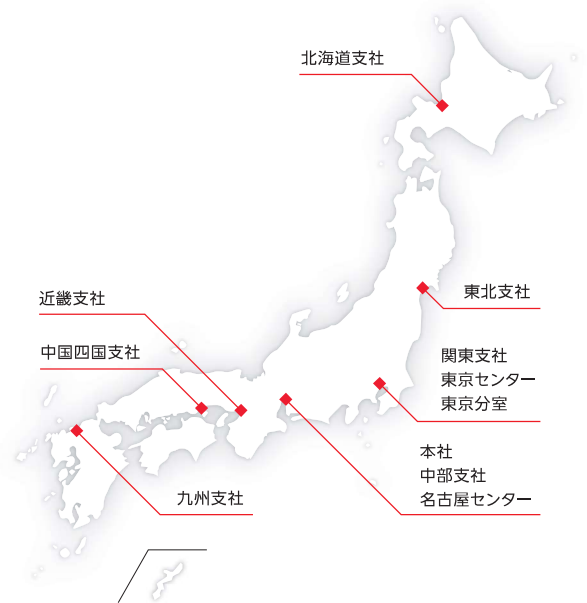 北海道支社
東北支社
近畿支社
中国四国支社
関東支社
東京センター
東京分室
本社
中部支社
名古屋センター
九州支社